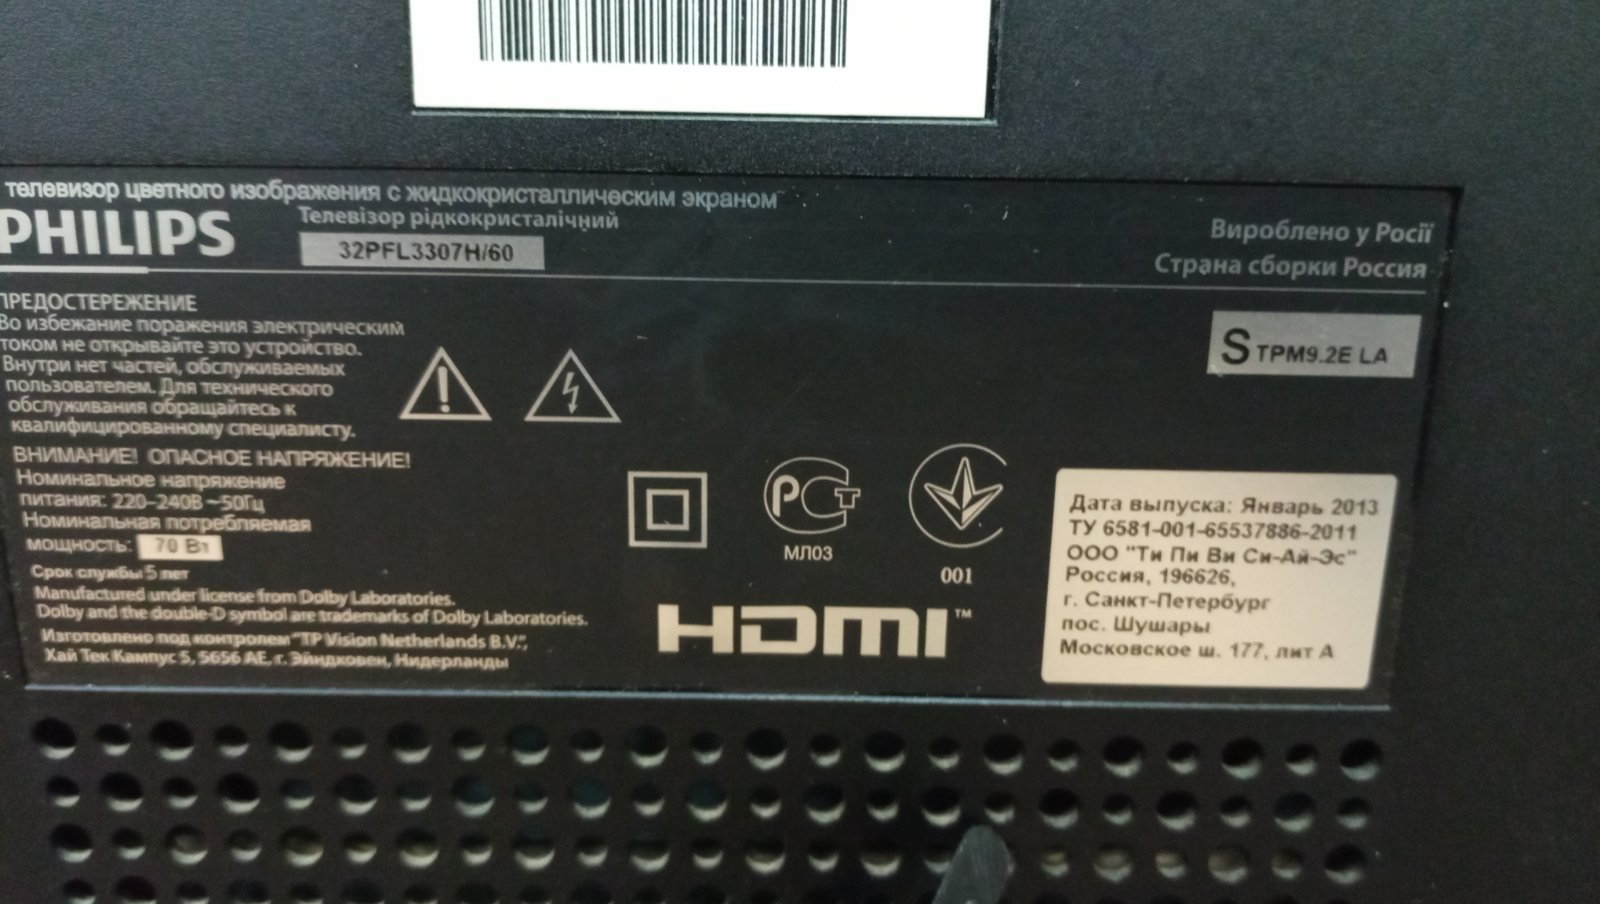 телевизор цветного изображения с жидкокристаллическим экраном
PHILIPS
Телевізор рідкокристалічний
32PFL3307H/60
Вироблено у Росії
Страна сборки Россия
ПРЕДОСТЕРЕЖЕНИЕ
Во избежание поражения электрическим
током не открывайте это устройство.
Внутри нет частей, обслуживаемых
пользователем. Для технического
обслуживания обращайтесь к
квалифицированному специалисту.
S TPM9.2E LA
ВНИМАНИЕ! ОПАСНОЕ НАПРЯЖЕНИЕ!
Номинальное напряжение
питания: 220-240В ~50Гц
Номинальная потребляемая
мощность: 70 Вт
Срок службы 5 лет
Manufactured under license from Dolby Laboratories.
Dolby and the double-D symbol are trademarks of Dolby Laboratories.
Изготовлено под контролем "TP Vision Netherlands B.V.",
Хай Тек Кампус 5, 5656 AE, г. Эйндховен, Нидерланды
РСТ
МЛ03
001
HDMI™
Дата выпуска: Январь 2013
ТУ 6581-001-65537886-2011
ООО "Ти Пи Ви Си-Ай-Эс"
Россия, 196626,
г. Санкт-Петербург
пос. Шушары
Московское ш. 177, лит А